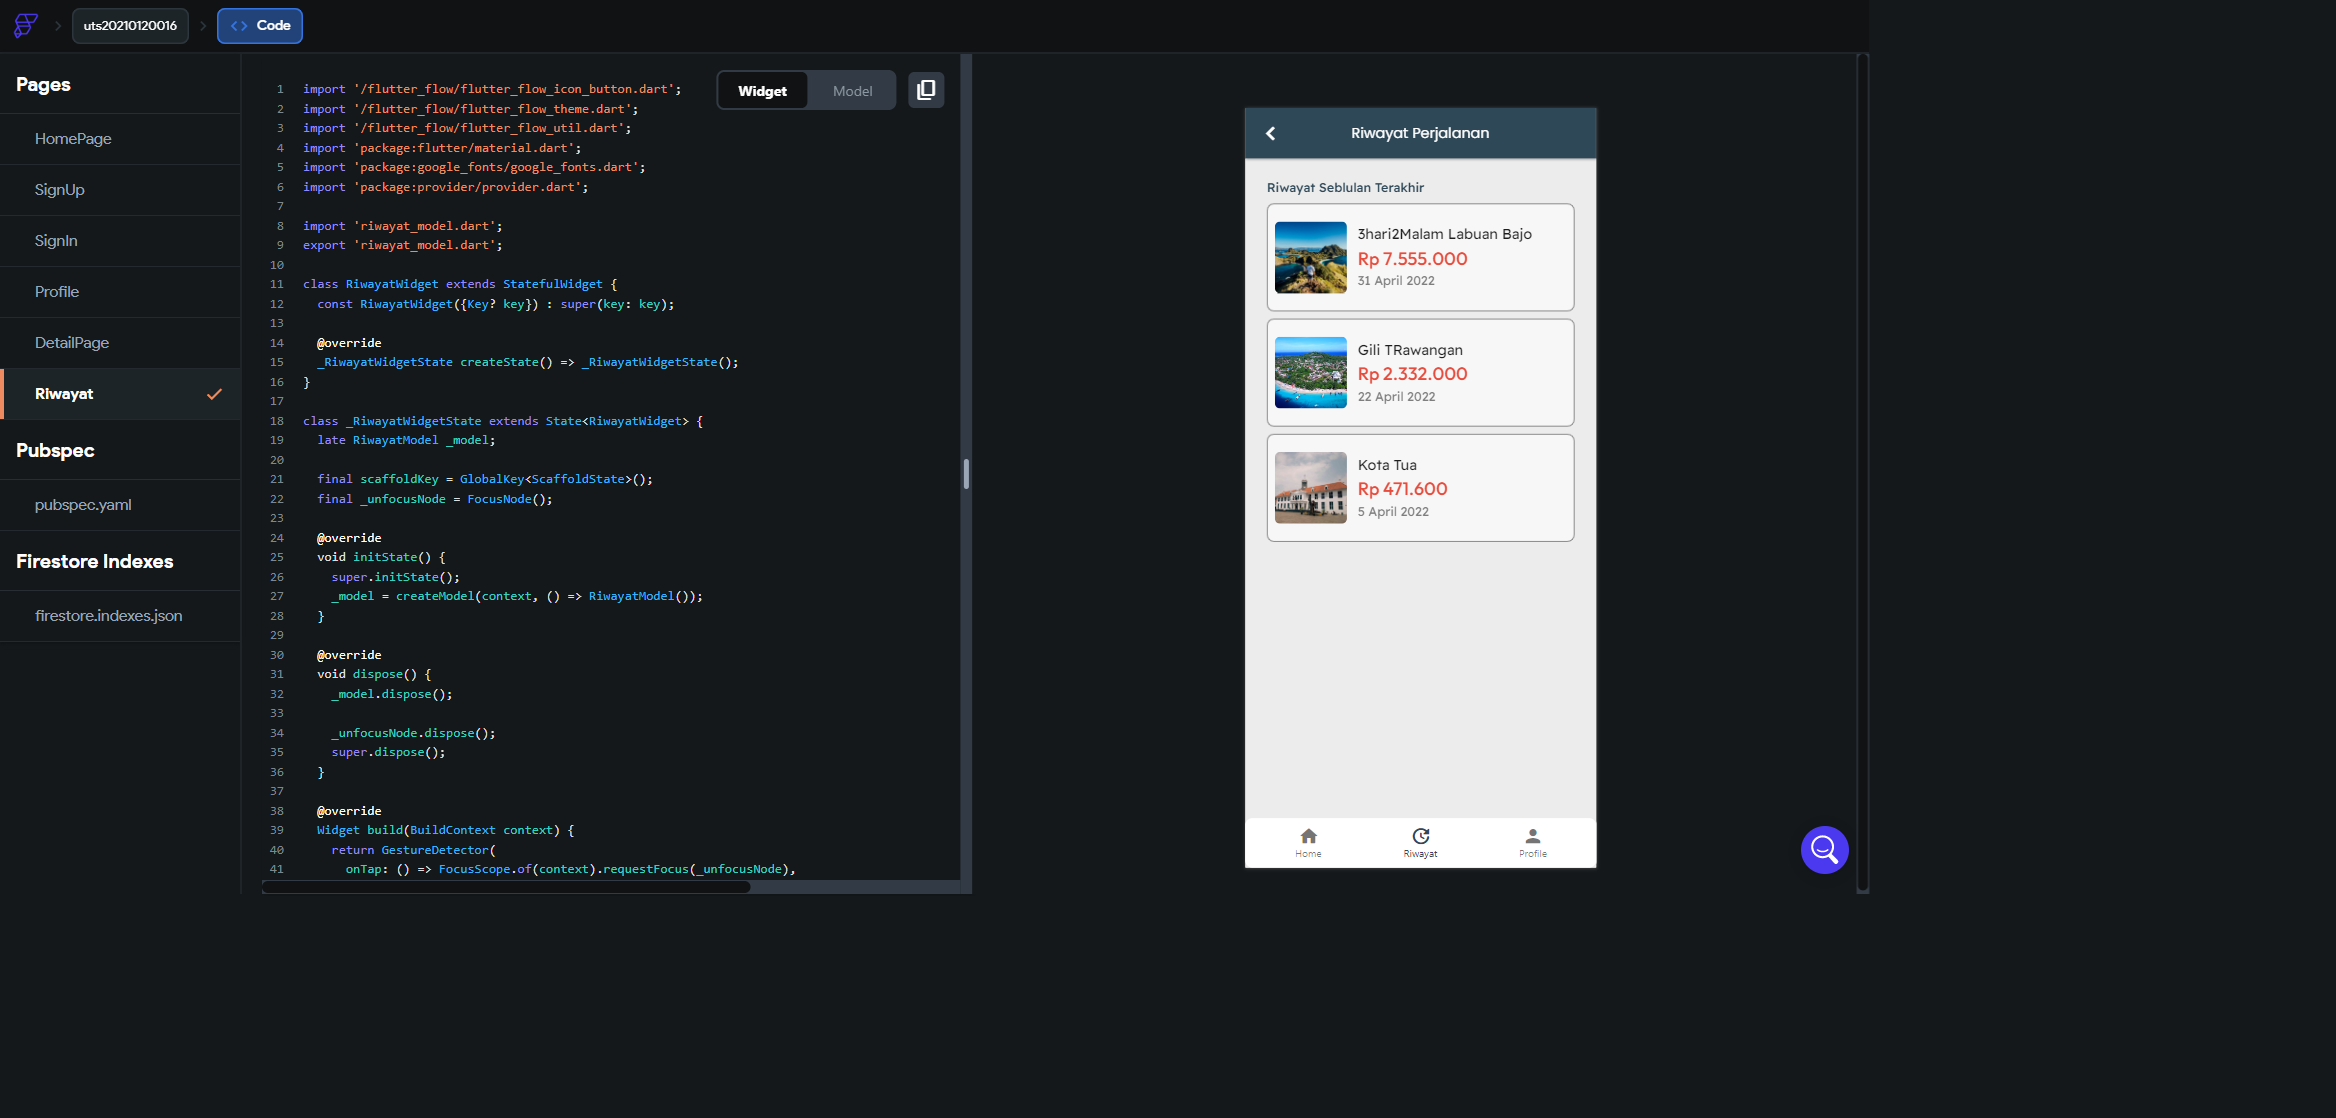 uts20210120016
Code
Pages
HomePage
SignUp
SignIn
Profile
DetailPage
Riwayat
Pubspec
pubspec.yaml
Firestore Indexes
firestore.indexes.json
Widget
Model
1 import '/flutter_flow/flutter_flow_icon_button.dart';
2 import '/flutter_flow/flutter_flow_theme.dart';
3 import '/flutter_flow/flutter_flow_util.dart';
4 import 'package:flutter/material.dart';
5 import 'package:google_fonts/google_fonts.dart';
6 import 'package:provider/provider.dart';
7
8 import 'riwayat_model.dart';
9 export 'riwayat_model.dart';
10
11 class RiwayatWidget extends StatefulWidget {
12 const RiwayatWidget({Key? key}) : super(key: key);
13
14 @override
15 _RiwayatWidgetState createState() => _RiwayatWidgetState();
16 }
17
18 class _RiwayatWidgetState extends State<RiwayatWidget> {
19 late RiwayatModel _model;
20
21 final scaffoldKey = GlobalKey<ScaffoldState>();
22 final _unfocusNode = FocusNode();
23
24 @override
25 void initState() {
26 super.initState();
27 _model = createModel(context, () => RiwayatModel());
28 }
29
30 @override
31 void dispose() {
32 _model.dispose();
33
34 _unfocusNode.dispose();
35 super.dispose();
36 }
37
38 @override
39 Widget build(BuildContext context) {
40 return GestureDetector(
41 onTap: () => FocusScope.of(context).requestFocus(_unfocusNode),
Riwayat Perjalanan
Riwayat Seblulan Terakhir
3hari2Malam Labuan Bajo
Rp 7.555.000
31 April 2022
Gili TRawangan
Rp 2.332.000
22 April 2022
Kota Tua
Rp 471.600
5 April 2022
Home
Riwayat
Profile